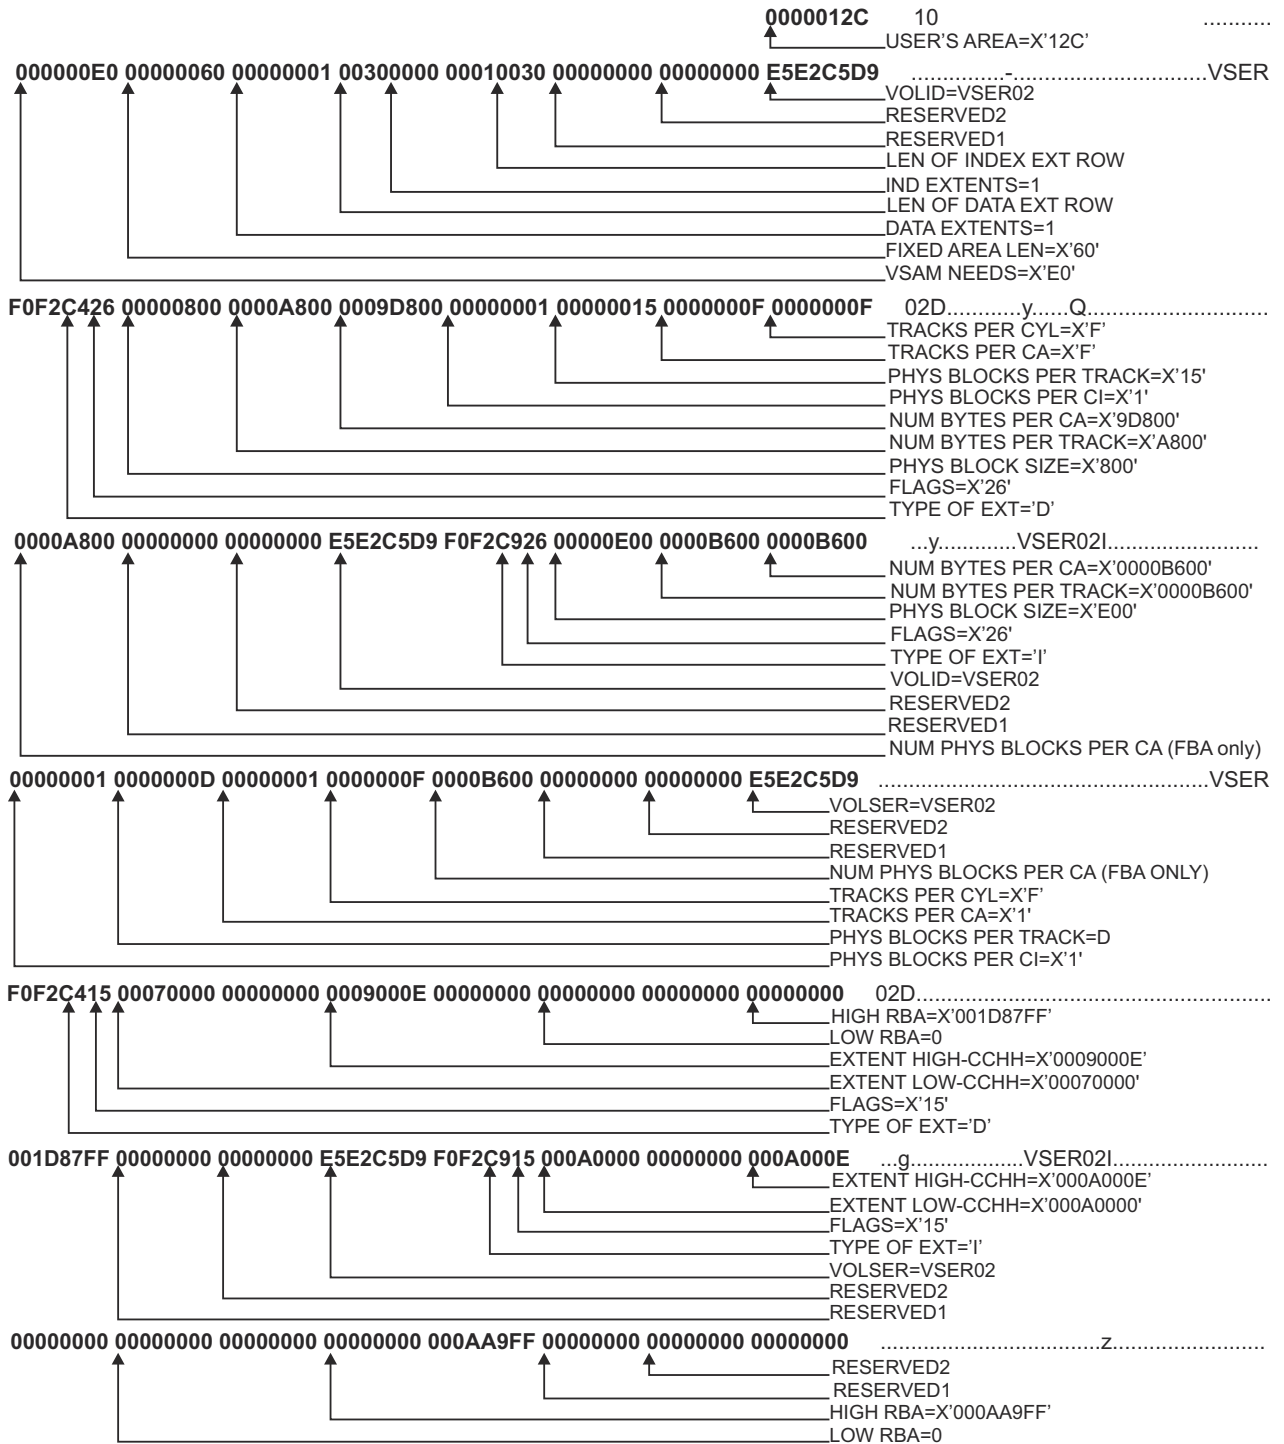 0000012C 10 ...........
USER'S AREA=X'12C'
000000E0 00000060 00000001 00300000 00010030 00000000 00000000 E5E2C5D9 ...............-.............................VSER
VOLID=VSER02
RESERVED2
RESERVED1
LEN OF INDEX EXT ROW
IND EXTENTS=1
LEN OF DATA EXT ROW
DATA EXTENTS=1
FIXED AREA LEN=X'60'
VSAM NEEDS=X'E0'
F0F2C426 00000800 0000A800 0009D800 00000001 00000015 0000000F 0000000F 02D............y......Q.............................
TRACKS PER CYL=X'F'
TRACKS PER CA=X'F'
PHYS BLOCKS PER TRACK=X'15'
PHYS BLOCKS PER CI=X'1'
NUM BYTES PER CA=X'9D800'
NUM BYTES PER TRACK=X'A800'
PHYS BLOCK SIZE=X'800'
FLAGS=X'26'
TYPE OF EXT='D'
0000A800 00000000 00000000 E5E2C5D9 F0F2C926 00000E00 0000B600 0000B600 ...y.............VSER02I........................
NUM BYTES PER CA=X'0000B600'
NUM BYTES PER TRACK=X'0000B600'
PHYS BLOCK SIZE=X'E00'
FLAGS=X'26'
TYPE OF EXT='I'
VOLID=VSER02
RESERVED2
RESERVED1
NUM PHYS BLOCKS PER CA (FBA only)
00000001 0000000D 00000001 0000000F 0000B600 00000000 00000000 E5E2C5D9 ......................................................VSER
VOLSER=VSER02
RESERVED2
RESERVED1
NUM PHYS BLOCKS PER CA (FBA ONLY)
TRACKS PER CYL=X'F'
TRACKS PER CA=X'1'
PHYS BLOCKS PER TRACK=D
PHYS BLOCKS PER CI=X'1'
F0F2C415 00070000 00000000 0009000E 00000000 00000000 00000000 00000000 02D..........................................................
HIGH RBA=X'001D87FF'
LOW RBA=0
EXTENT HIGH-CCHH=X'0009000E'
EXTENT LOW-CCHH=X'00070000'
FLAGS=X'15'
TYPE OF EXT='D'
001D87FF 00000000 00000000 E5E2C5D9 F0F2C915 000A0000 00000000 000A000E ...g..................VSER02I.........................
EXTENT HIGH-CCHH=X'000A000E'
EXTENT LOW-CCHH=X'000A0000'
FLAGS=X'15'
TYPE OF EXT='I'
VOLSER=VSER02
RESERVED2
RESERVED1
00000000 00000000 00000000 00000000 000AA9FF 00000000 00000000 00000000 ....................................z.........................
RESERVED2
RESERVED1
HIGH RBA=X'000AA9FF'
LOW RBA=0